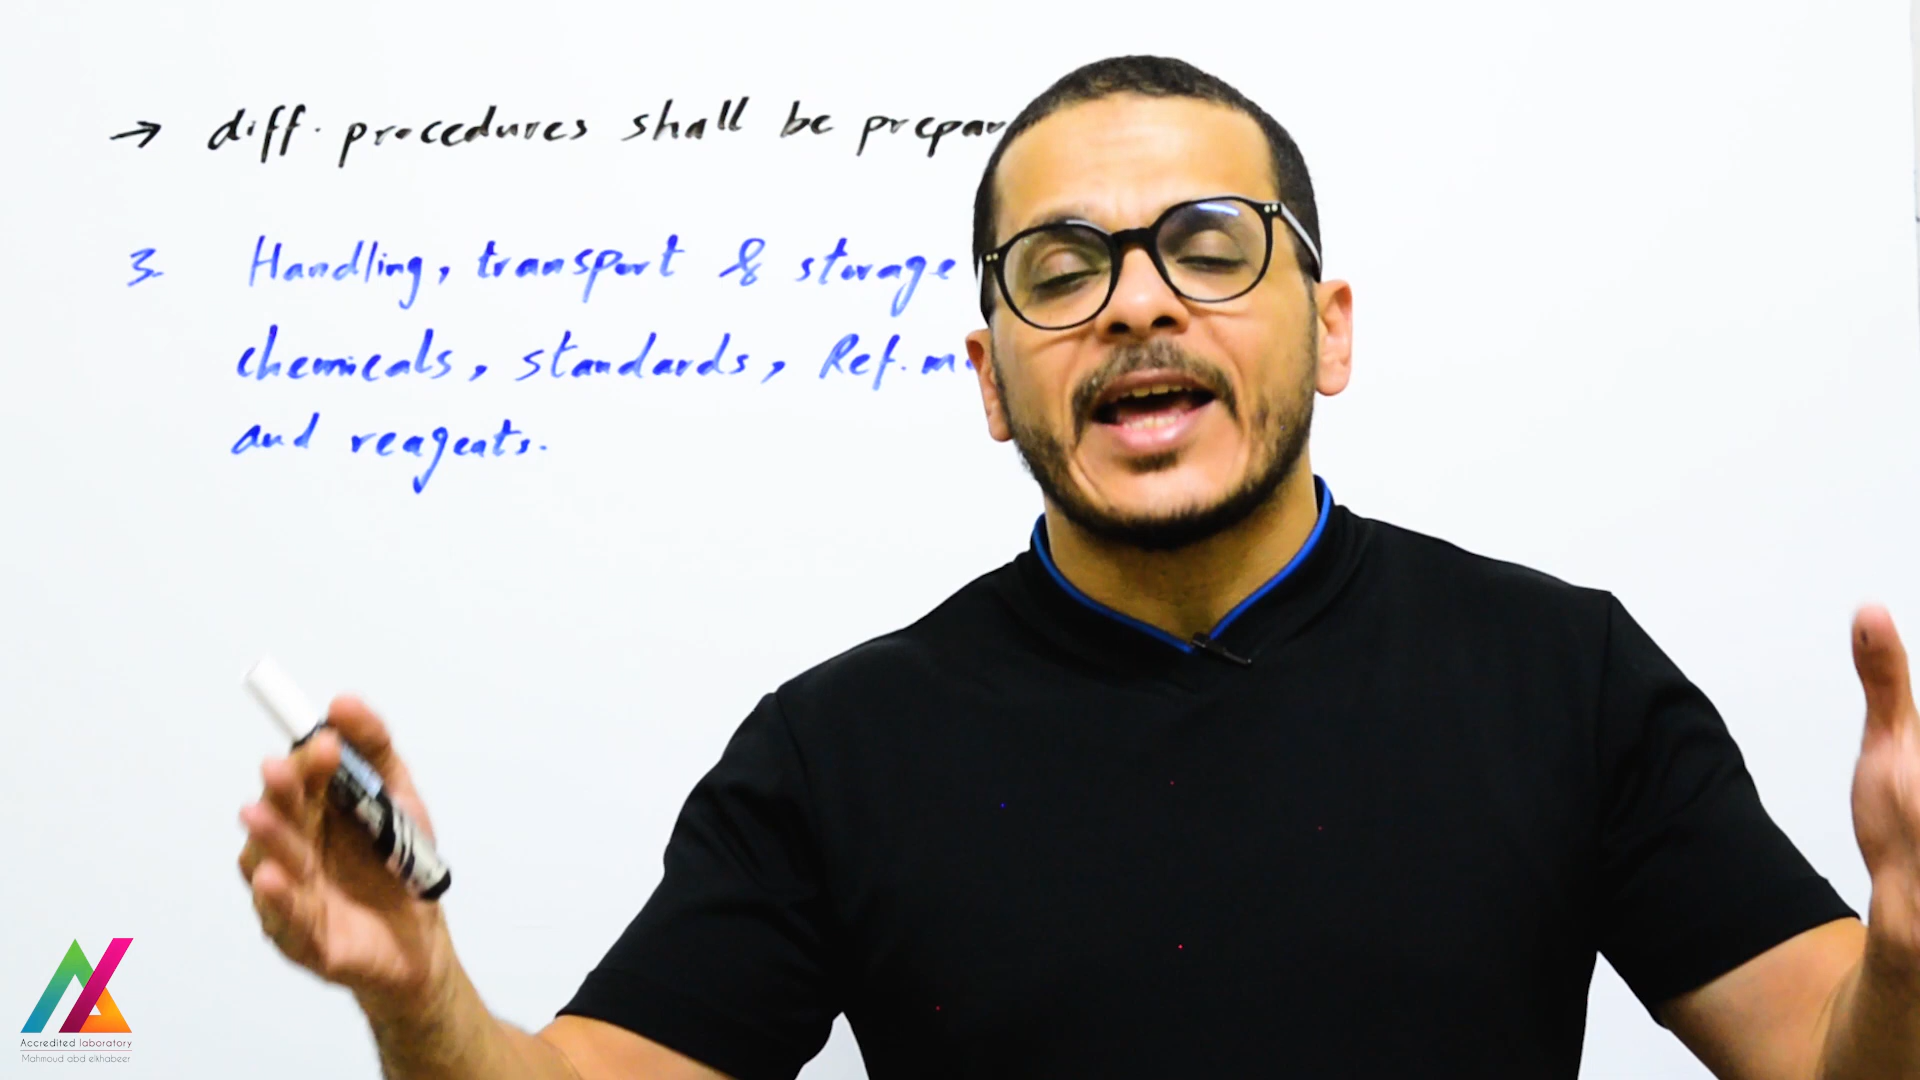 → diff. procedures shall be prepar
3. Handling, transport & storage
chemicals, standards, Ref. m
and reagents.
Accredited laboratory
Mahmoud abd elkhabeer